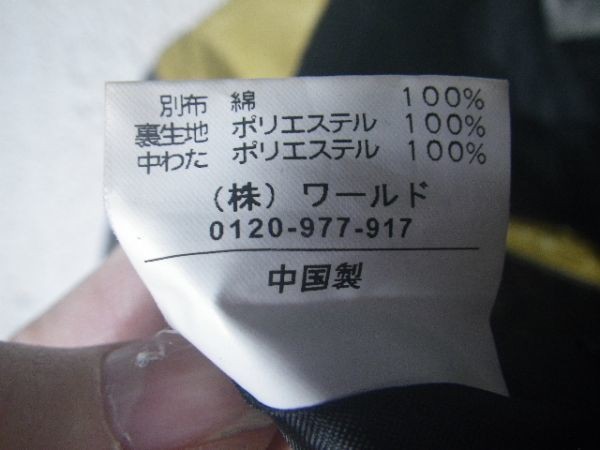 別布 綿 100%
裏生地 ポリエステル 100%
中わた ポリエステル 100%
(株) ワールド
0120-977-917
中国製